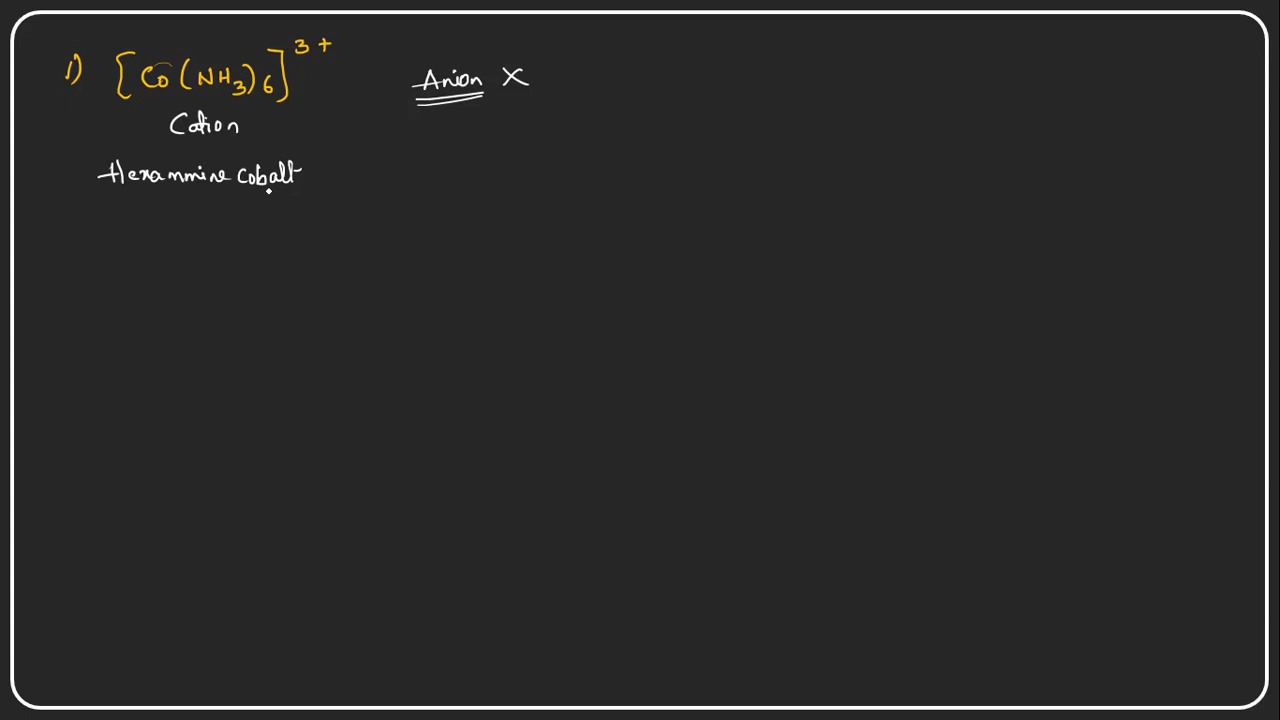 1) [Co(NH3)6]3+
Anion X
Cation
Hexammine cobalt